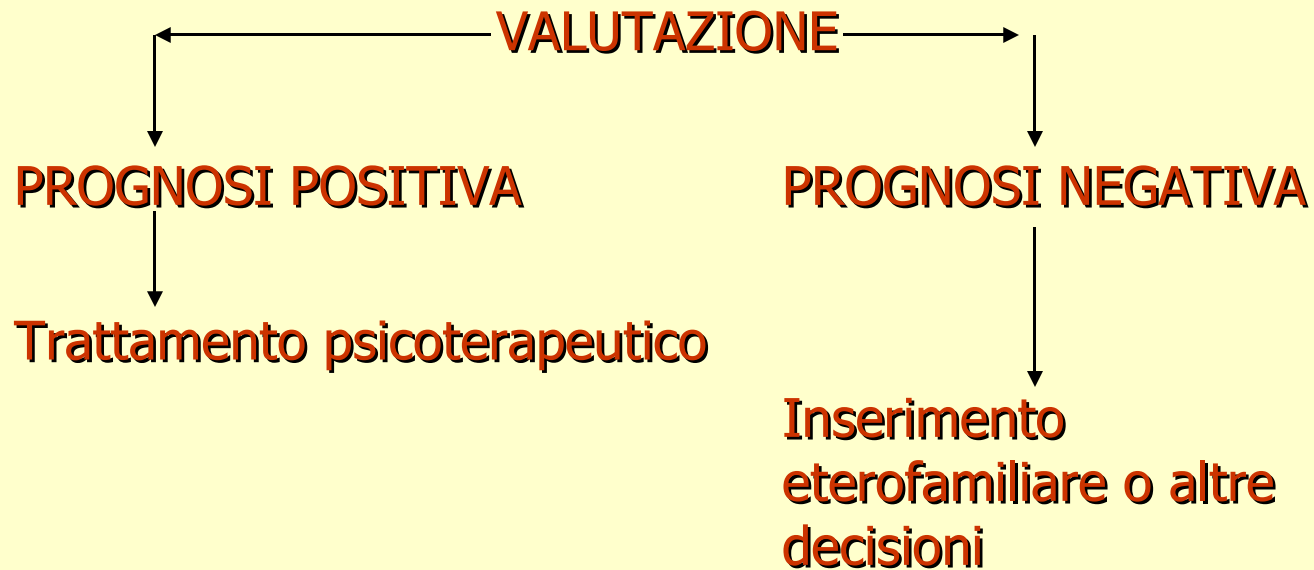 VALUTAZIONE
PROGNOSI POSITIVA
PROGNOSI NEGATIVA
Trattamento psicoterapeutico
Inserimento
eterofamiliare o altre
decisioni